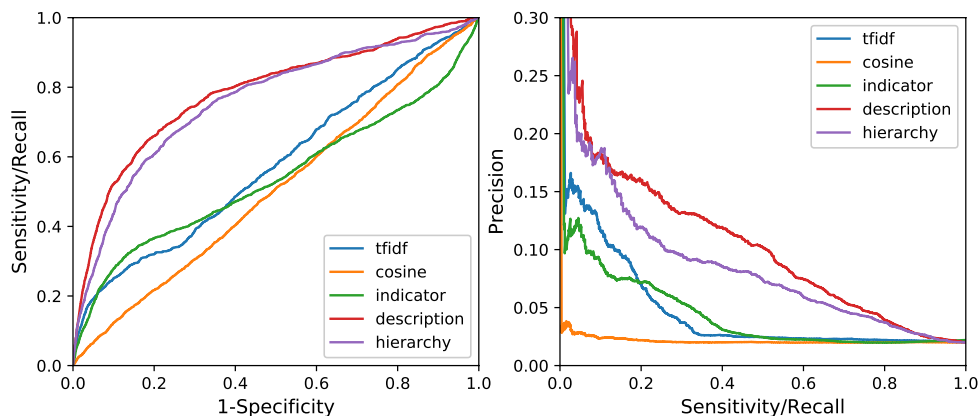 1.0
0.8
0.6
0.4
0.2
0.0
Sensitivity/Recall
0.0 0.2 0.4 0.6 0.8 1.0
1-Specificity
tfidf
cosine
indicator
description
hierarchy
0.30
0.25
0.20
0.15
0.10
0.05
0.00
Precision
0.0 0.2 0.4 0.6 0.8 1.0
Sensitivity/Recall
tfidf
cosine
indicator
description
hierarchy